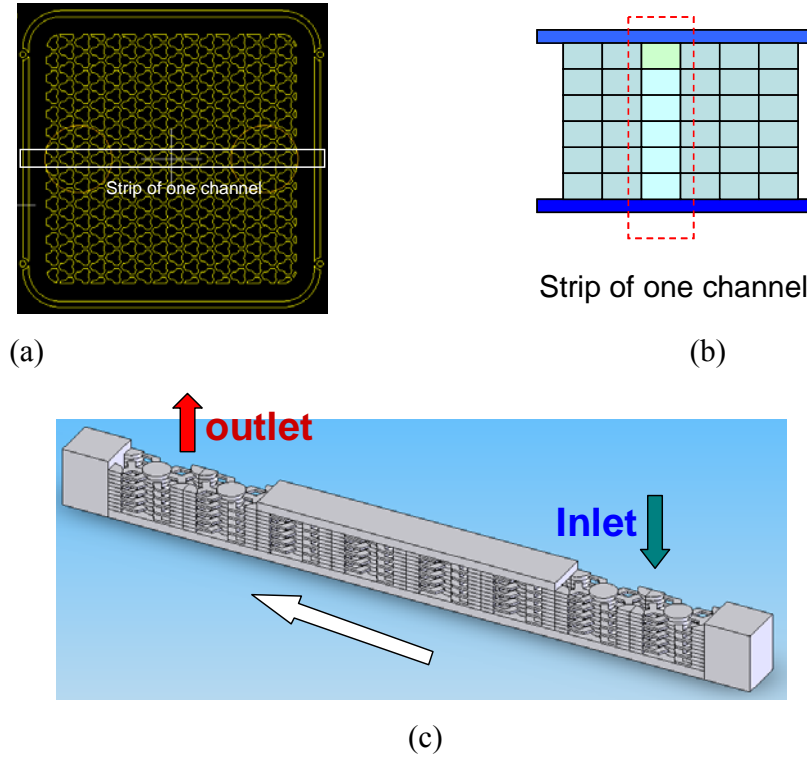 Strip of one channel
Strip of one channel
(a)
(b)
outlet
Inlet
(c)